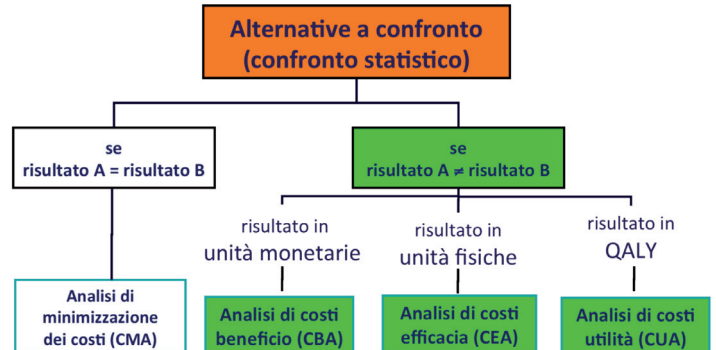 Alternative a confronto
(confronto statistico)
se
risultato A = risultato B
se
risultato A ≠ risultato B
risultato in
unità monetarie
risultato in
unità fisiche
risultato in
QALY
Analisi di
minimizzazione
dei costi (CMA)
Analisi di costi
beneficio (CBA)
Analisi di costi
efficacia (CEA)
Analisi di costi
utilità (CUA)